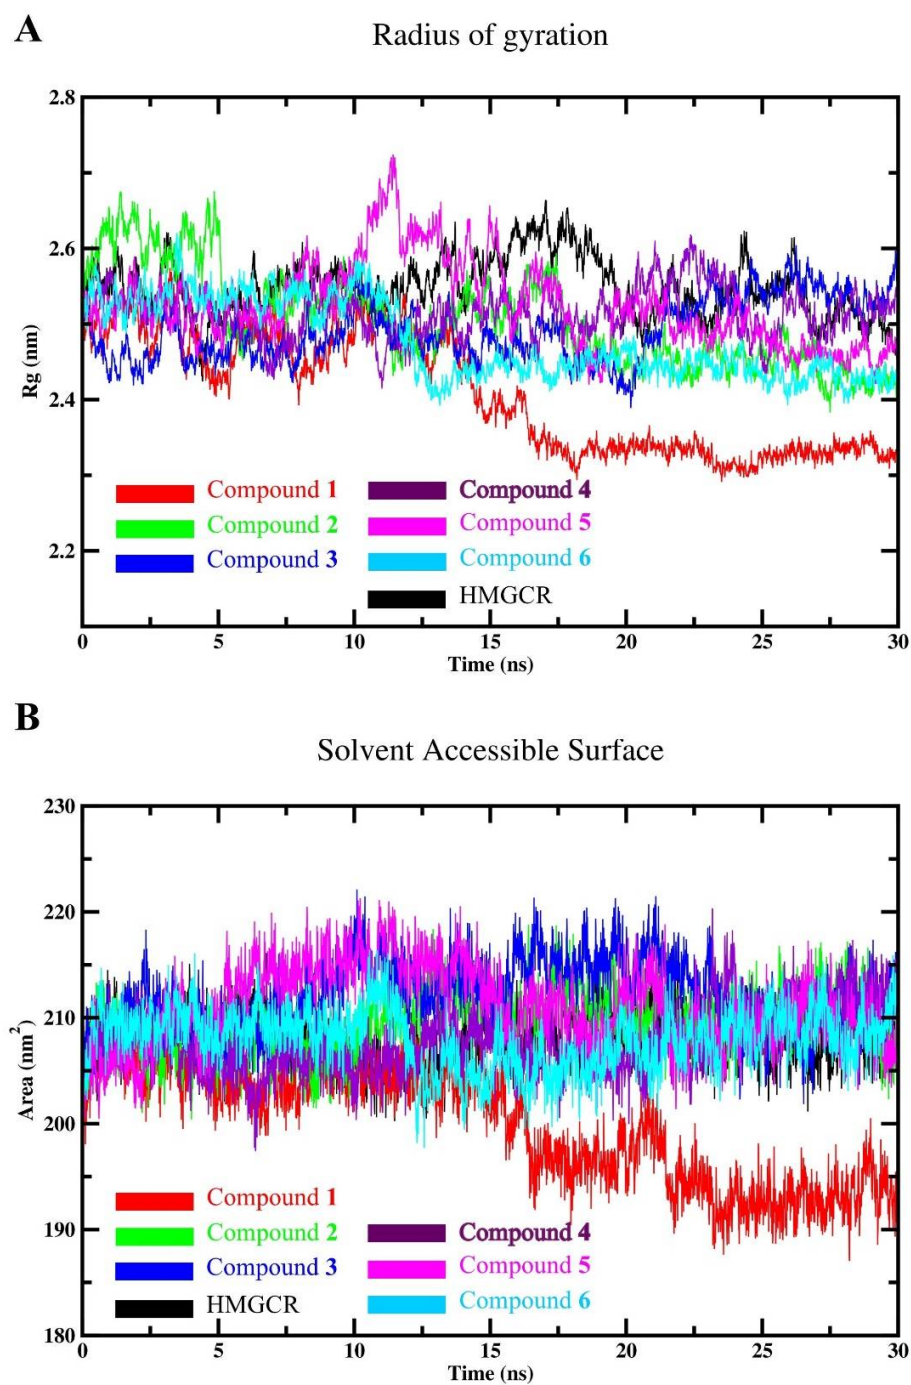 A
Radius of gyration
2.8
2.6
2.4
2.2
Rg (nm)
Compound 1
Compound 2
Compound 3
Compound 4
Compound 5
Compound 6
HMGCR
0 5 10 15 20 25 30
Time (ns)
B
Solvent Accessible Surface
230
220
210
200
190
180
Area (nm²)
Compound 1
Compound 2
Compound 3
HMGCR
Compound 4
Compound 5
Compound 6
0 5 10 15 20 25 30
Time (ns)